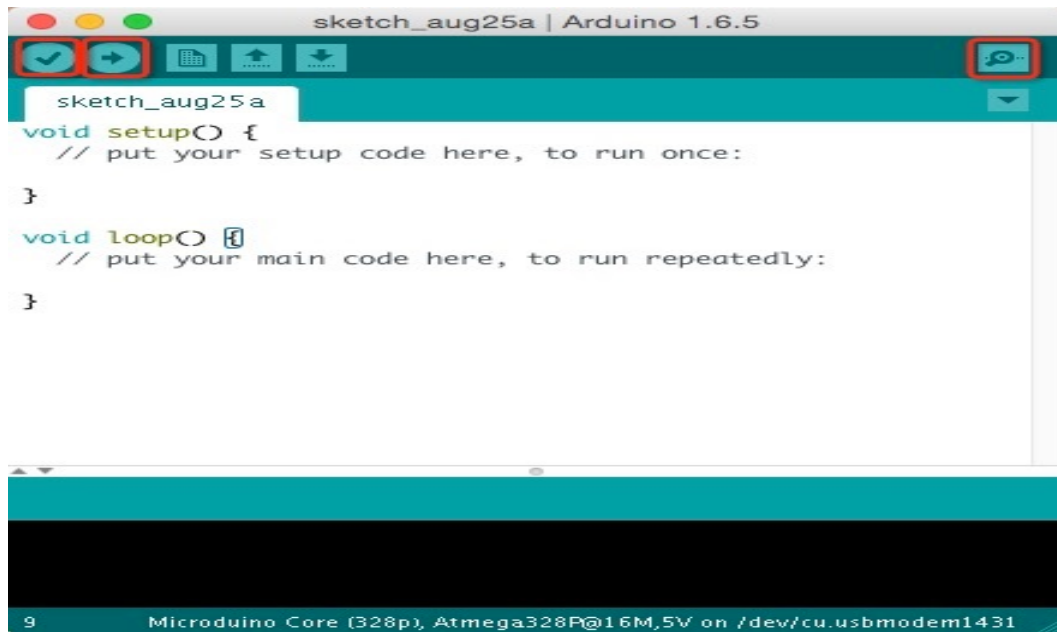 sketch_aug25a | Arduino 1.6.5
sketch_aug25a
void setup() {
  // put your setup code here, to run once:
}
void loop() {
  // put your main code here, to run repeatedly:
}
9 Microduino Core (328p), Atmega328P@16M,5V on /dev/cu.usbmodem1431